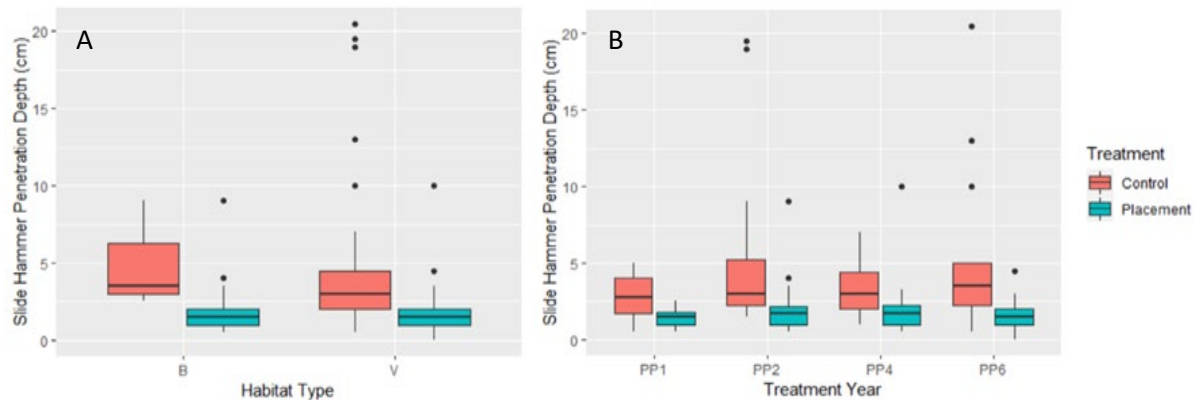 A
Slide Hammer Penetration Depth (cm)
20
15
10
5
0
B
V
Habitat Type
B
Slide Hammer Penetration Depth (cm)
20
15
10
5
0
PP1
PP2
PP4
PP6
Treatment Year
Treatment
Control
Placement